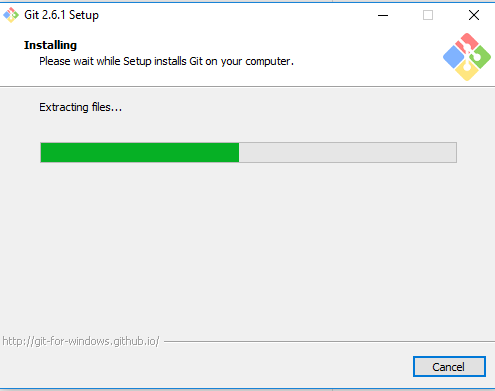 Git 2.6.1 Setup
Installing
Please wait while Setup installs Git on your computer.
Extracting files...
http://git-for-windows.github.io/
Cancel